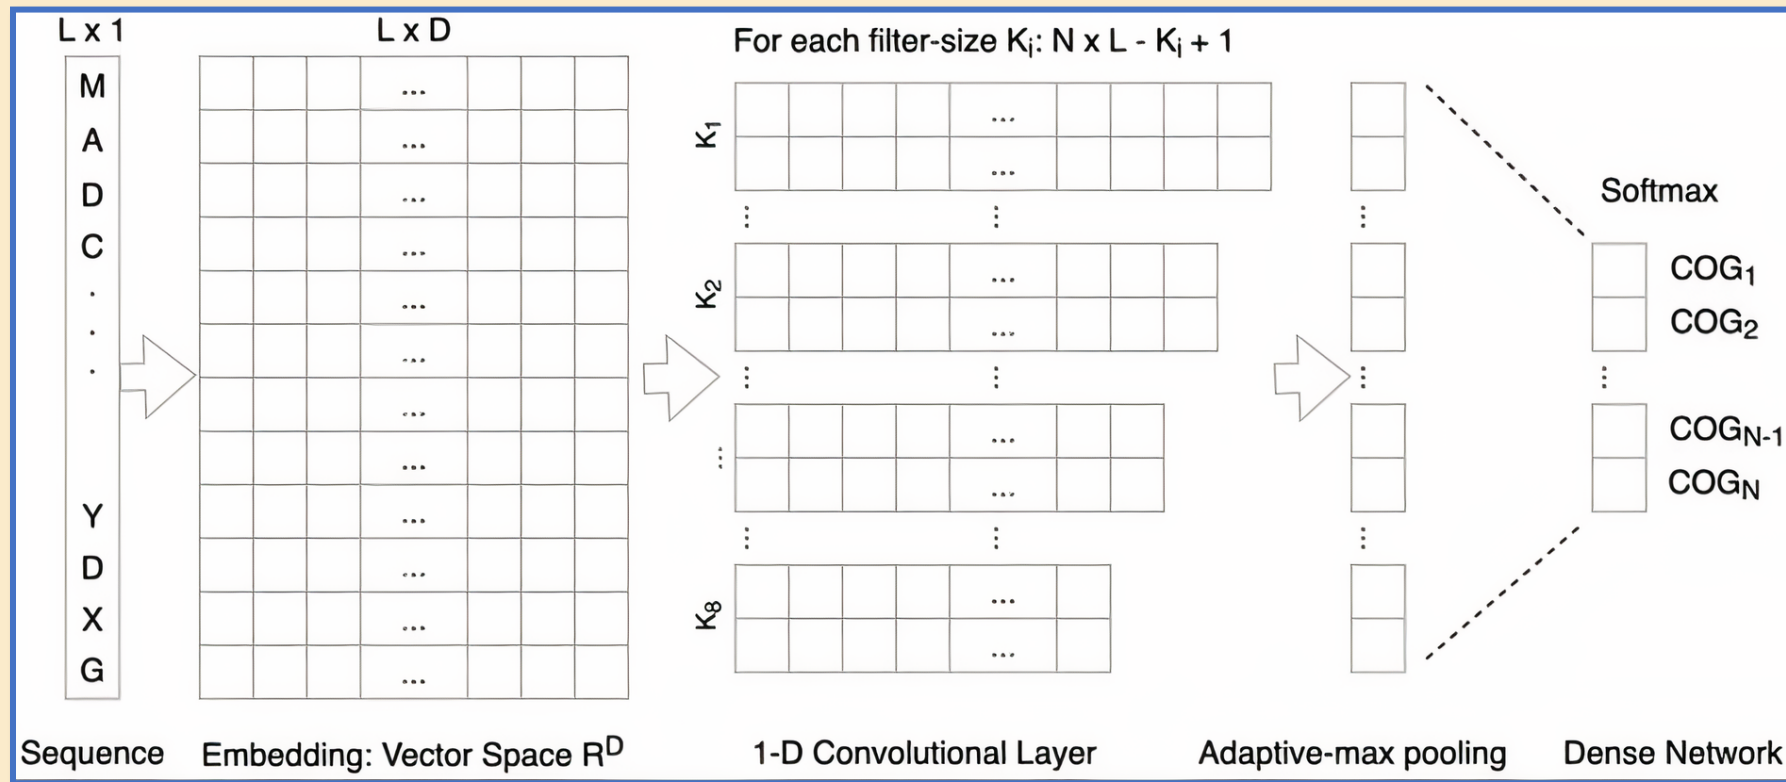 L x 1
L x D
For each filter-size Ki: N x L - Ki + 1
M
A
D
C
.
.
.
Y
D
X
G
...
...
...
...
...
...
...
...
...
...
...
...
K1
...
...
⋮ ⋮
K2
...
...
⋮ ⋮
...
...
...
⋮ ⋮
K8
...
...
⋮
⋮
⋮
Softmax
COG1
COG2
⋮
COGN-1
COGN
Sequence
Embedding: Vector Space RD
1-D Convolutional Layer
Adaptive-max pooling
Dense Network